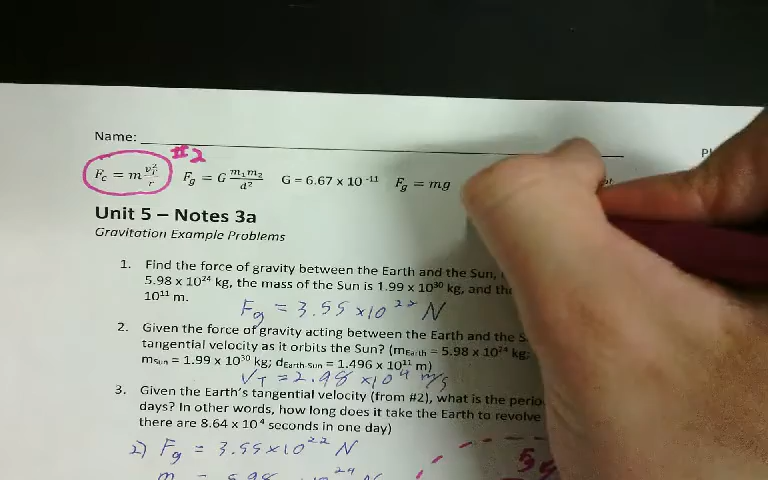 Name:
#2
Fc = m vT²/r Fg = G m₁m₂/d² G = 6.67 x 10 ⁻¹¹ Fg = mg
Unit 5 – Notes 3a
Gravitation Example Problems
1. Find the force of gravity between the Earth and the Sun,
5.98 x 10²⁴ kg, the mass of the Sun is 1.99 x 10³⁰ kg, and the
10¹¹ m.
Fg = 3.55 x10²² N
2. Given the force of gravity acting between the Earth and the S
tangential velocity as it orbits the Sun? (mEarth = 5.98 x 10²⁴ kg;
mSun = 1.99 x 10³⁰ kg; dEarth-Sun = 1.496 x 10¹¹ m)
VT = 2.98 x10⁴ m/s
3. Given the Earth's tangential velocity (from #2), what is the perio
days? In other words, how long does it take the Earth to revolve
there are 8.64 x 10⁴ seconds in one day)
2) Fg = 3.55 x10²² N